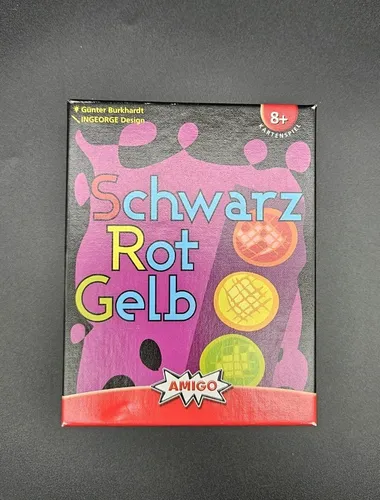 Günter Burkhardt
INGEORGE Design
8+
KARTENSPIEL
Schwarz
Rot
Gelb
AMIGO